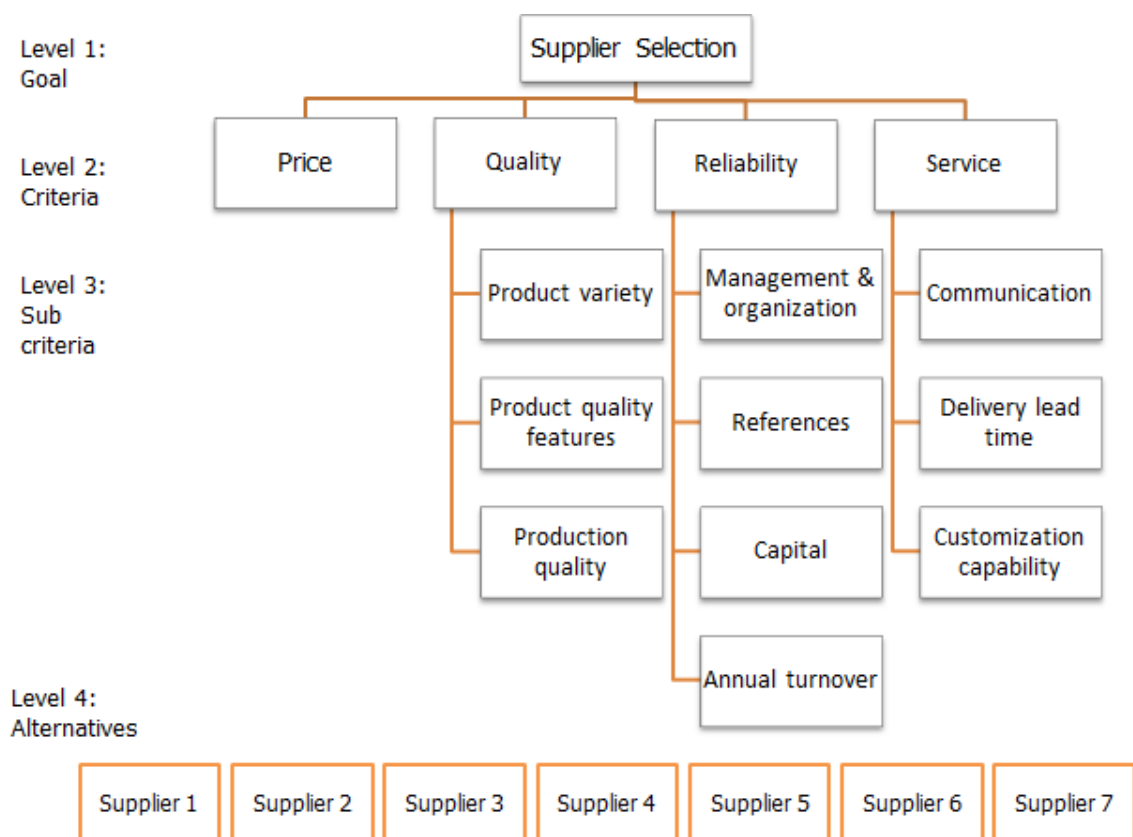 Level 1:
Goal
Supplier Selection
Level 2:
Criteria
Price
Quality
Reliability
Service
Level 3:
Sub
criteria
Product variety
Management &
organization
Communication
Product quality
features
References
Delivery lead
time
Production
quality
Capital
Customization
capability
Annual turnover
Level 4:
Alternatives
Supplier 1
Supplier 2
Supplier 3
Supplier 4
Supplier 5
Supplier 6
Supplier 7